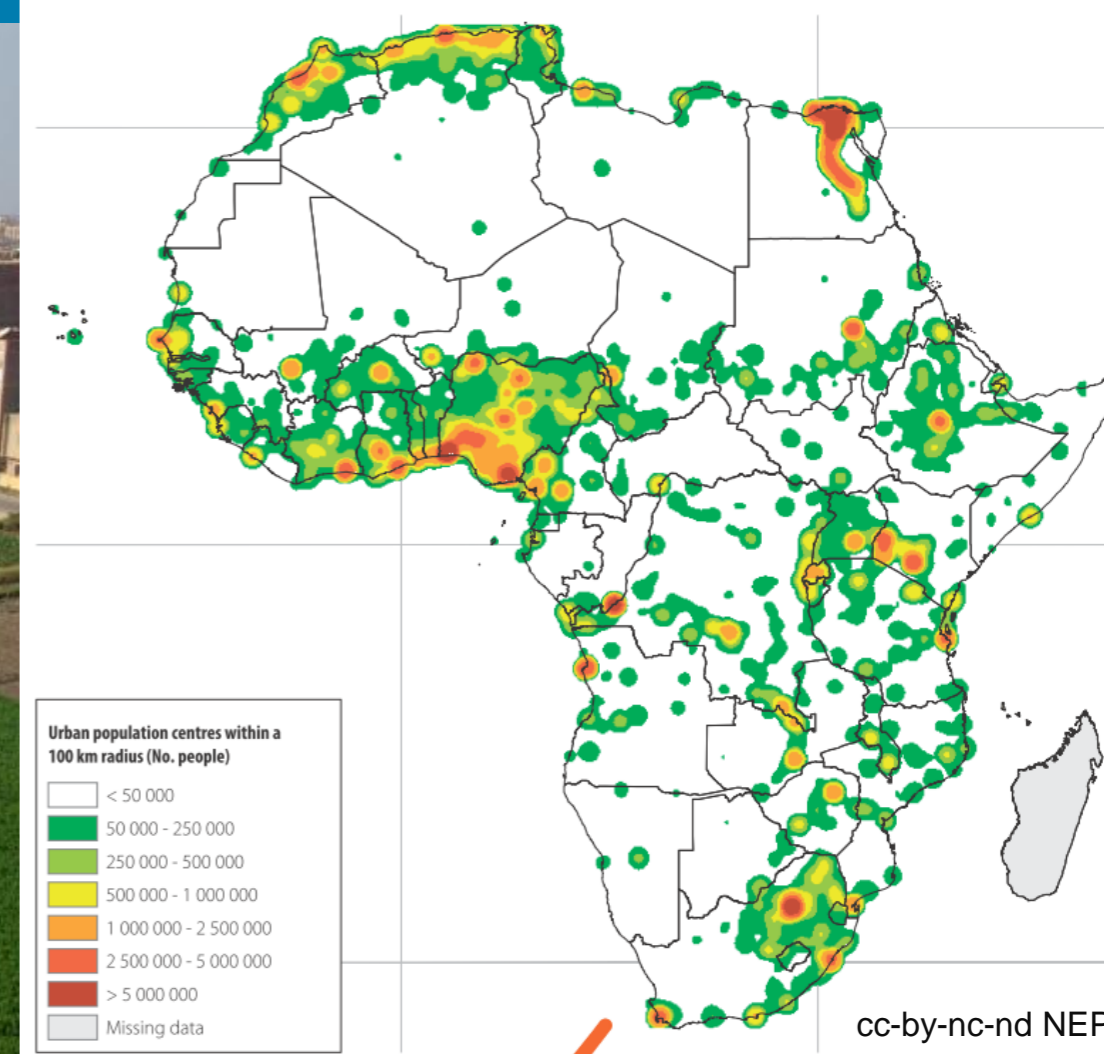 Urban population centres within a
100 km radius (No. people)
< 50 000
50 000 - 250 000
250 000 - 500 000
500 000 - 1 000 000
1 000 000 - 2 500 000
2 500 000 - 5 000 000
> 5 000 000
Missing data
cc-by-nc-nd NEP